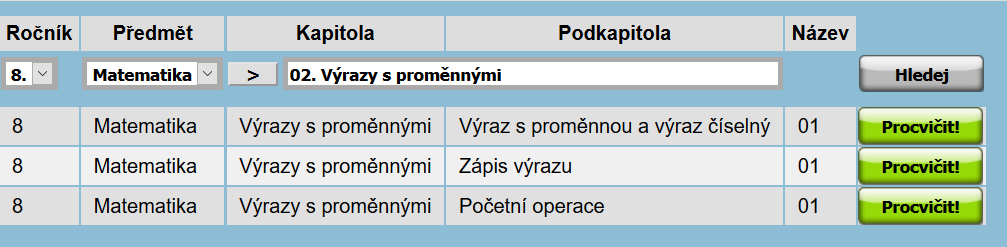 Ročník Předmět Kapitola Podkapitola Název
8. Matematika > 02. Výrazy s proměnnými Hledej
8 Matematika Výrazy s proměnnými Výraz s proměnnou a výraz číselný 01 Procvičit!
8 Matematika Výrazy s proměnnými Zápis výrazu 01 Procvičit!
8 Matematika Výrazy s proměnnými Početní operace 01 Procvičit!